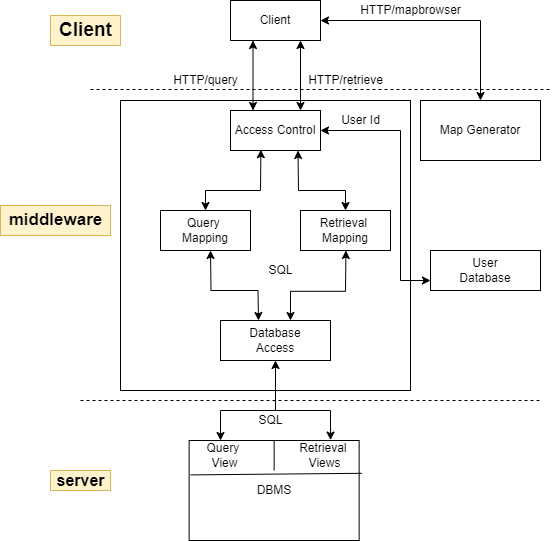 Client
Client
HTTP/mapbrowser
HTTP/query
HTTP/retrieve
Access Control
User Id
Map Generator
middleware
Query
Mapping
Retrieval
Mapping
SQL
User
Database
Database
Access
SQL
Query
View
Retrieval
Views
server
DBMS